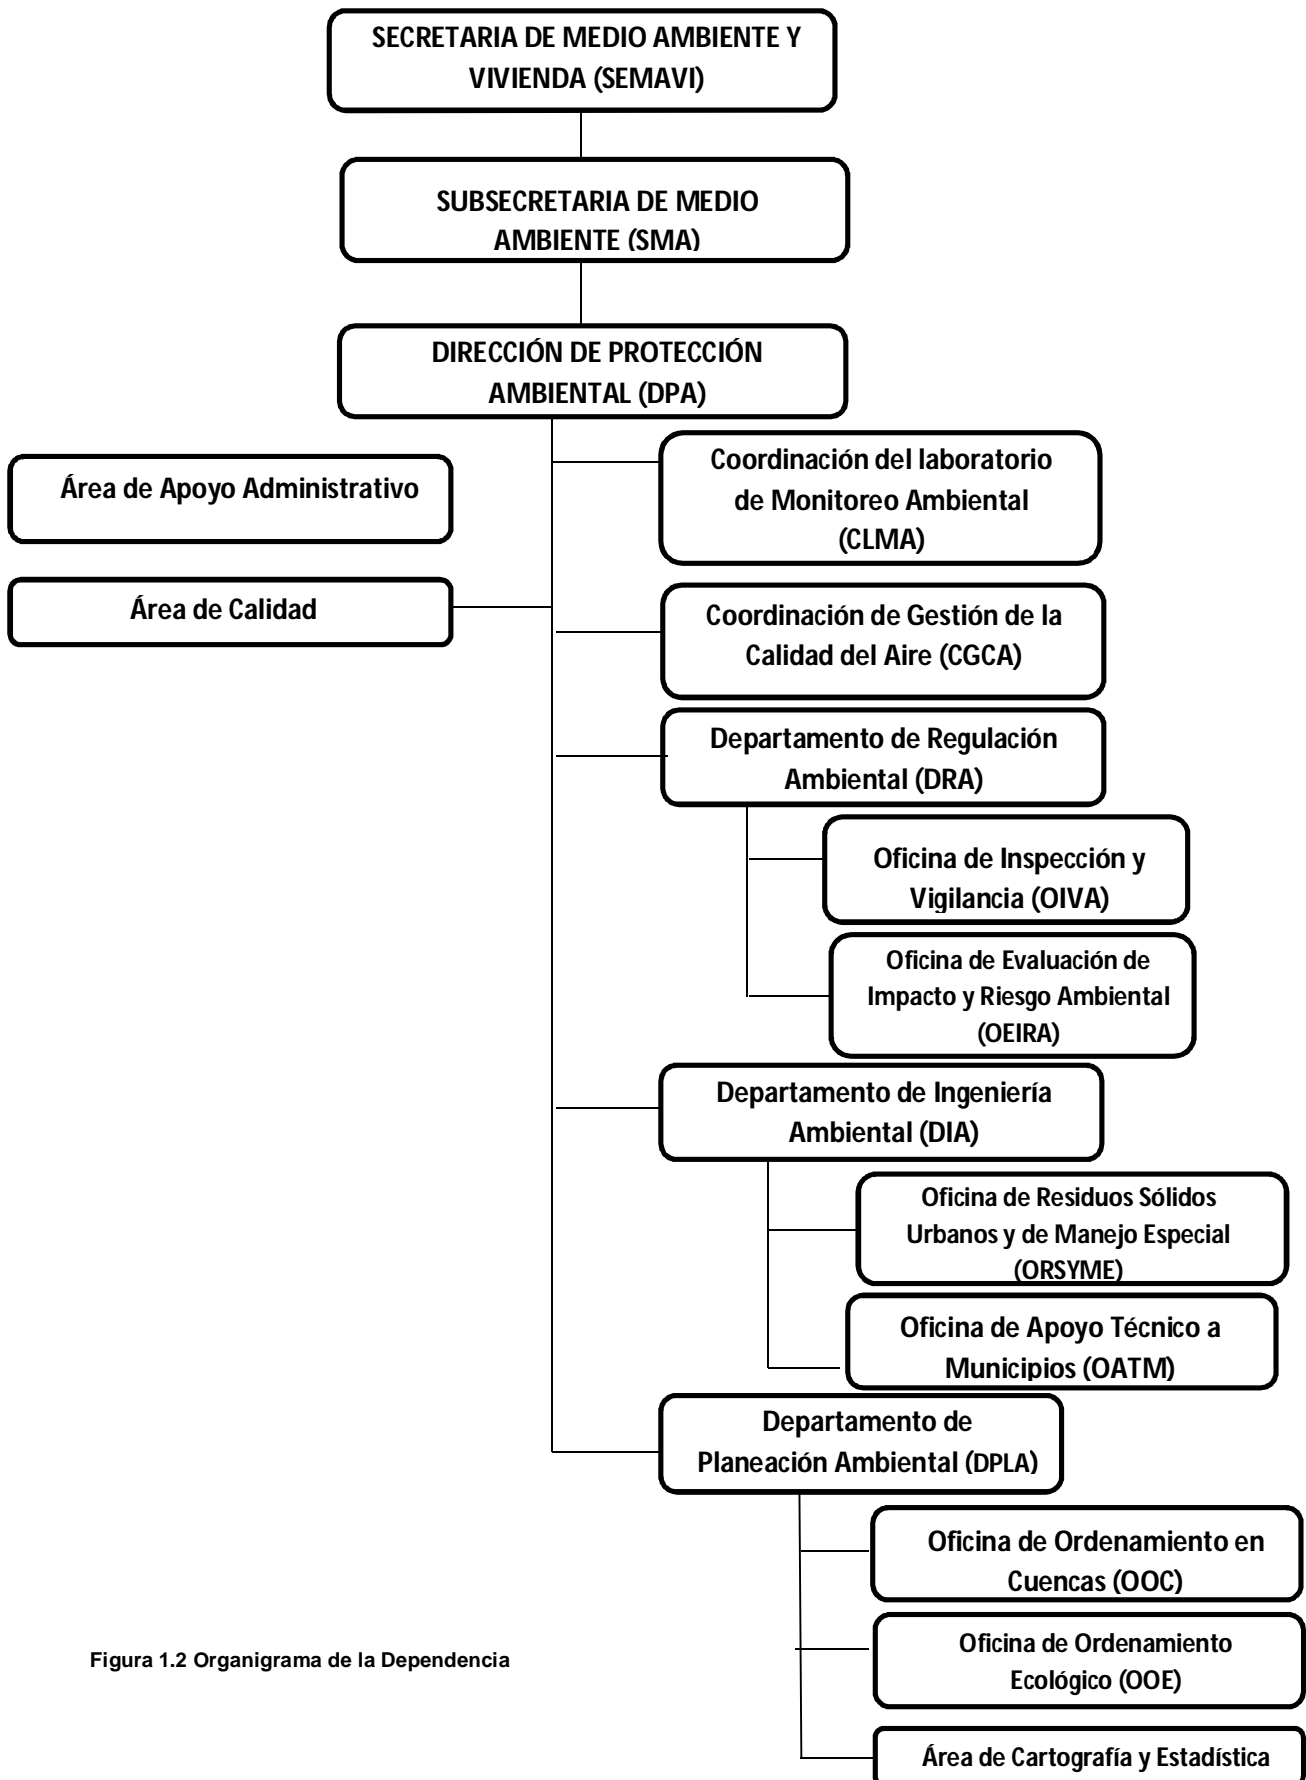 SECRETARIA DE MEDIO AMBIENTE Y
VIVIENDA (SEMAVI)
SUBSECRETARIA DE MEDIO
AMBIENTE (SMA)
DIRECCIÓN DE PROTECCIÓN
AMBIENTAL (DPA)
Área de Apoyo Administrativo
Área de Calidad
Coordinación del laboratorio
de Monitoreo Ambiental
(CLMA)
Coordinación de Gestión de la
Calidad del Aire (CGCA)
Departamento de Regulación
Ambiental (DRA)
Oficina de Inspección y
Vigilancia (OIVA)
Oficina de Evaluación de
Impacto y Riesgo Ambiental
(OEIRA)
Departamento de Ingeniería
Ambiental (DIA)
Oficina de Residuos Sólidos
Urbanos y de Manejo Especial
(ORSYME)
Oficina de Apoyo Técnico a
Municipios (OATM)
Departamento de
Planeación Ambiental (DPLA)
Oficina de Ordenamiento en
Cuencas (OOC)
Oficina de Ordenamiento
Ecológico (OOE)
Área de Cartografía y Estadística
Figura 1.2 Organigrama de la Dependencia